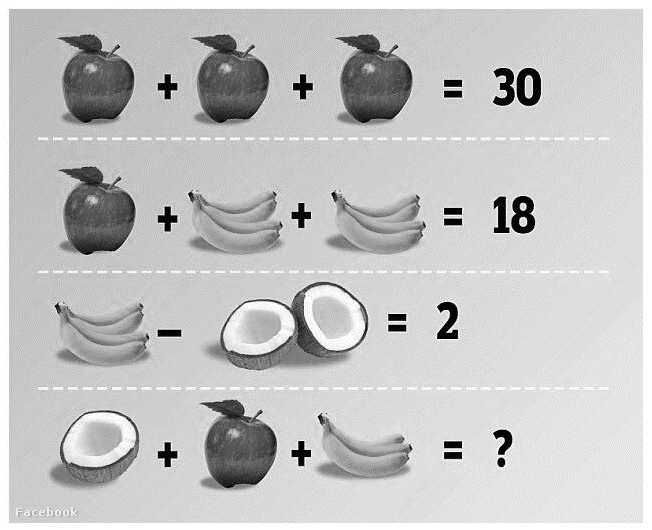 + + = 30
+ + = 18
– = 2
+ + = ?
Facebook